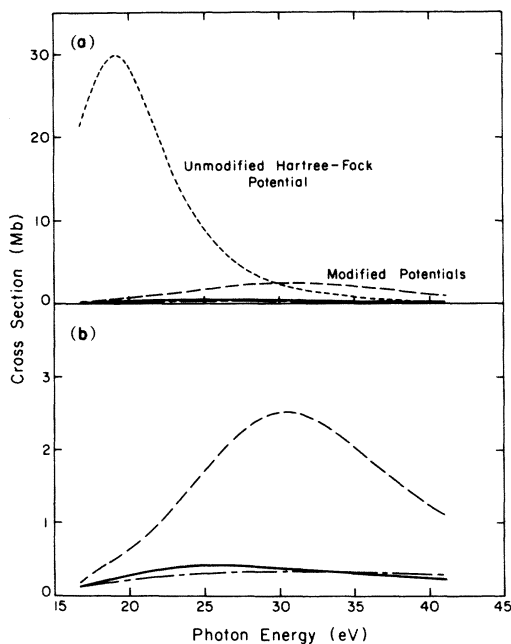 (a)
30
20
10
0
Unmodified Hartree-Fock
Potential
Modified Potentials
Cross Section (Mb)
(b)
3
2
1
0
15 20 25 30 35 40 45
Photon Energy (eV)